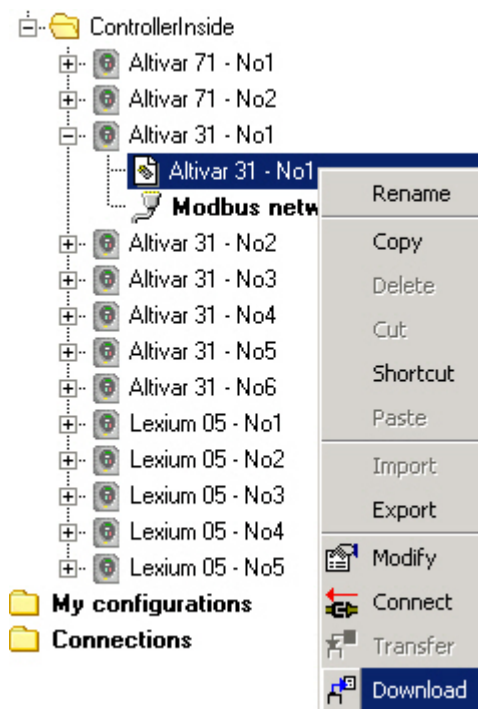 ControllerInside
Altivar 71 - No1
Altivar 71 - No2
Altivar 31 - No1
Altivar 31 - No1
Modbus netw
Altivar 31 - No2
Altivar 31 - No3
Altivar 31 - No4
Altivar 31 - No5
Altivar 31 - No6
Lexium 05 - No1
Lexium 05 - No2
Lexium 05 - No3
Lexium 05 - No4
Lexium 05 - No5
My configurations
Connections
Rename
Copy
Delete
Cut
Shortcut
Paste
Import
Export
Modify
Connect
Transfer
Download